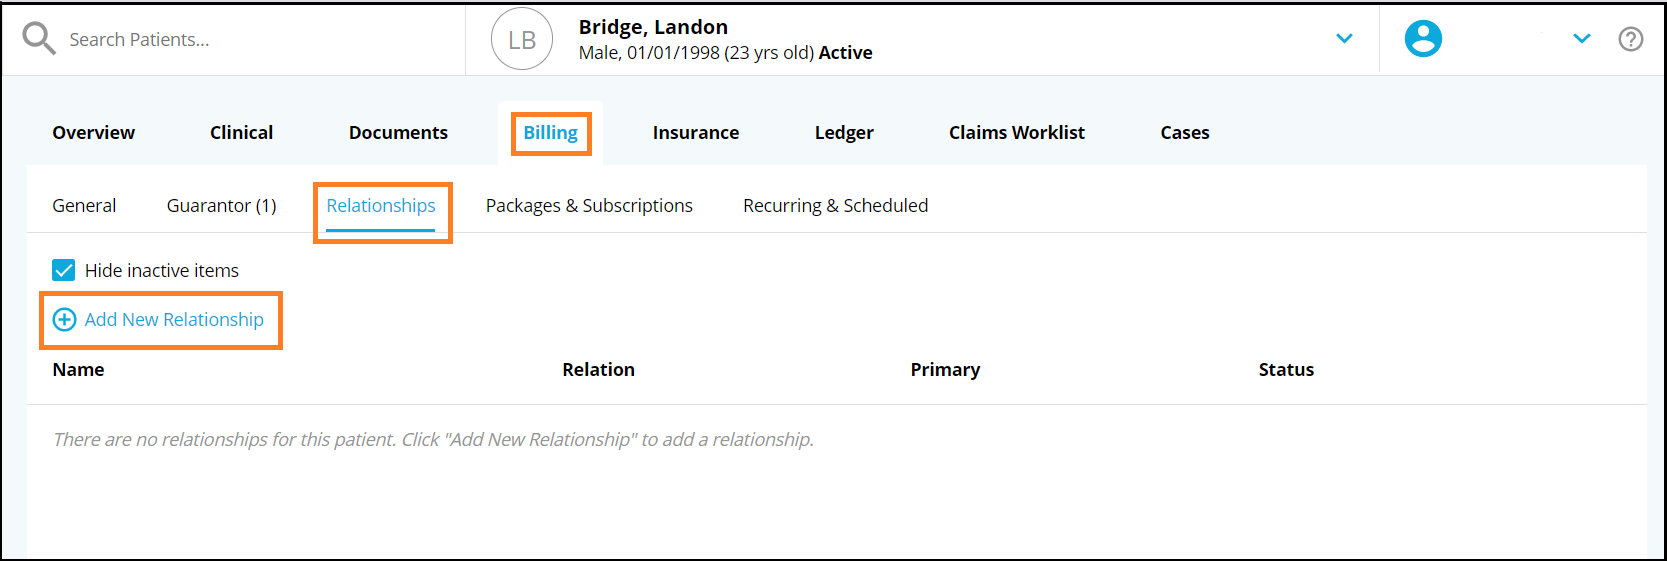 Search Patients...
LB
Bridge, Landon
Male, 01/01/1998 (23 yrs old) Active
Overview Clinical Documents Billing Insurance Ledger Claims Worklist Cases
General Guarantor (1) Relationships Packages & Subscriptions Recurring & Scheduled
Hide inactive items
Add New Relationship
Name Relation Primary Status
There are no relationships for this patient. Click "Add New Relationship" to add a relationship.